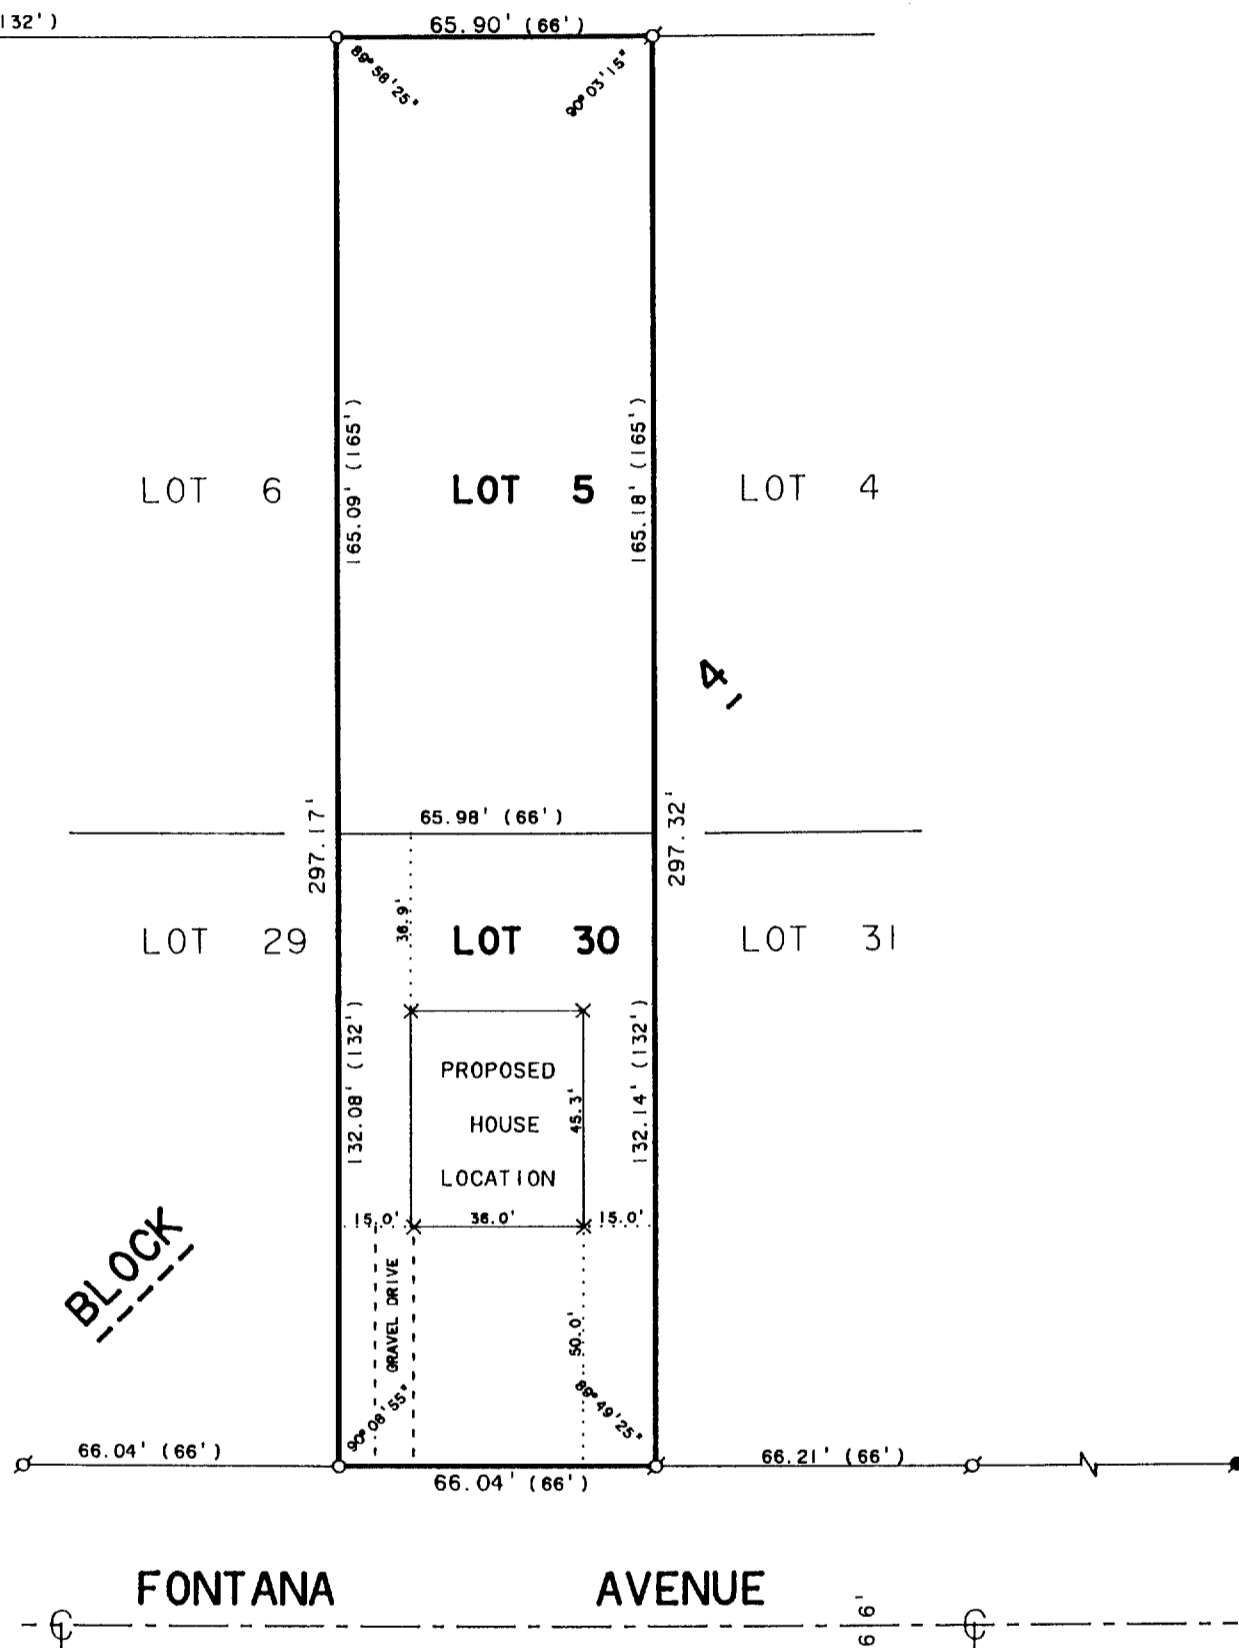 132')
65.90' (66')
89°58'25"
90°03'15"
165.09' (165')
165.18' (165')
LOT 6
LOT 5
LOT 4
4
297.17'
65.98' (66')
297.32'
36.9'
LOT 29
LOT 30
LOT 31
132.08' (132')
132.14' (132')
PROPOSED
HOUSE
LOCATION
45.3'
15.0'
36.0'
15.0'
BLOCK
GRAVEL DRIVE
50.0'
90°08'55"
89°49'25"
66.04' (66')
66.04' (66')
66.21' (66')
FONTANA AVENUE
66'